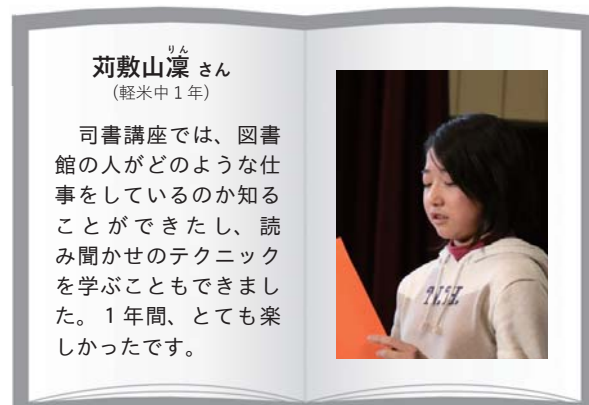 りん
苅敷山凜 さん
(軽米中1年)
司書講座では、図書
館の人がどのような仕
事をしているのか知る
ことができたし、読
み聞かせのテクニック
を学ぶこともできまし
た。1年間、とても楽
しかったです。